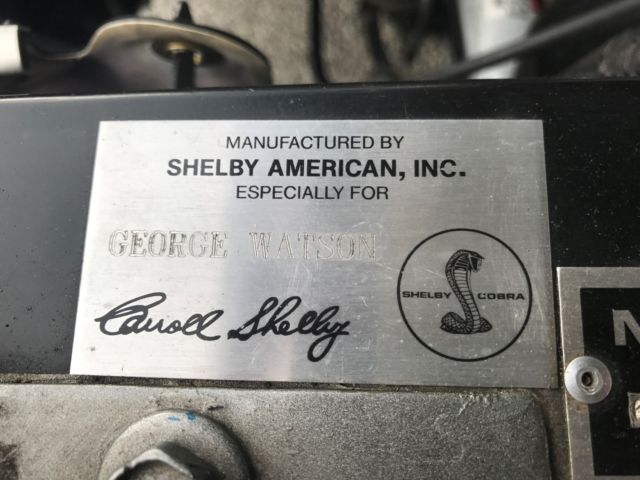 MANUFACTURED BY
SHELBY AMERICAN, INC.
ESPECIALLY FOR
GEORGE WATSON
Carroll Shelby
SHELBY COBRA